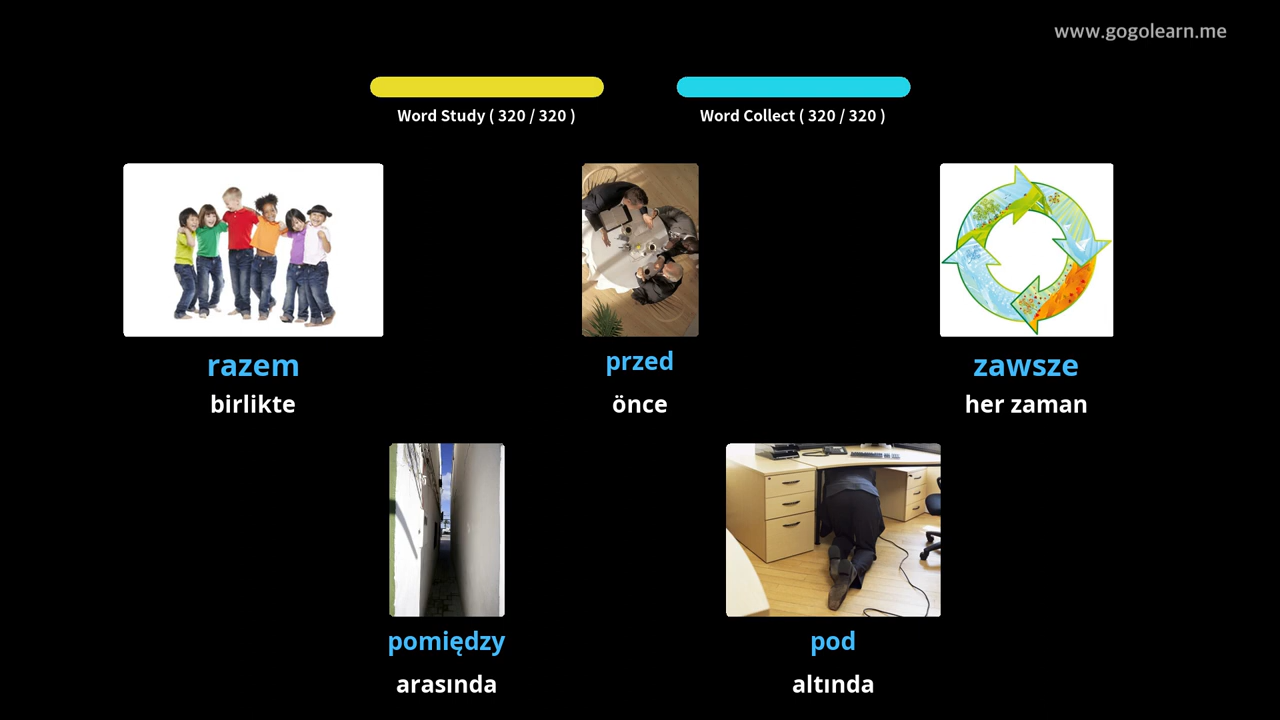 www.gogolearn.me
Word Study ( 320 / 320 )
Word Collect ( 320 / 320 )
razem
birlikte
przed
önce
zawsze
her zaman
pomiędzy
arasında
pod
altında